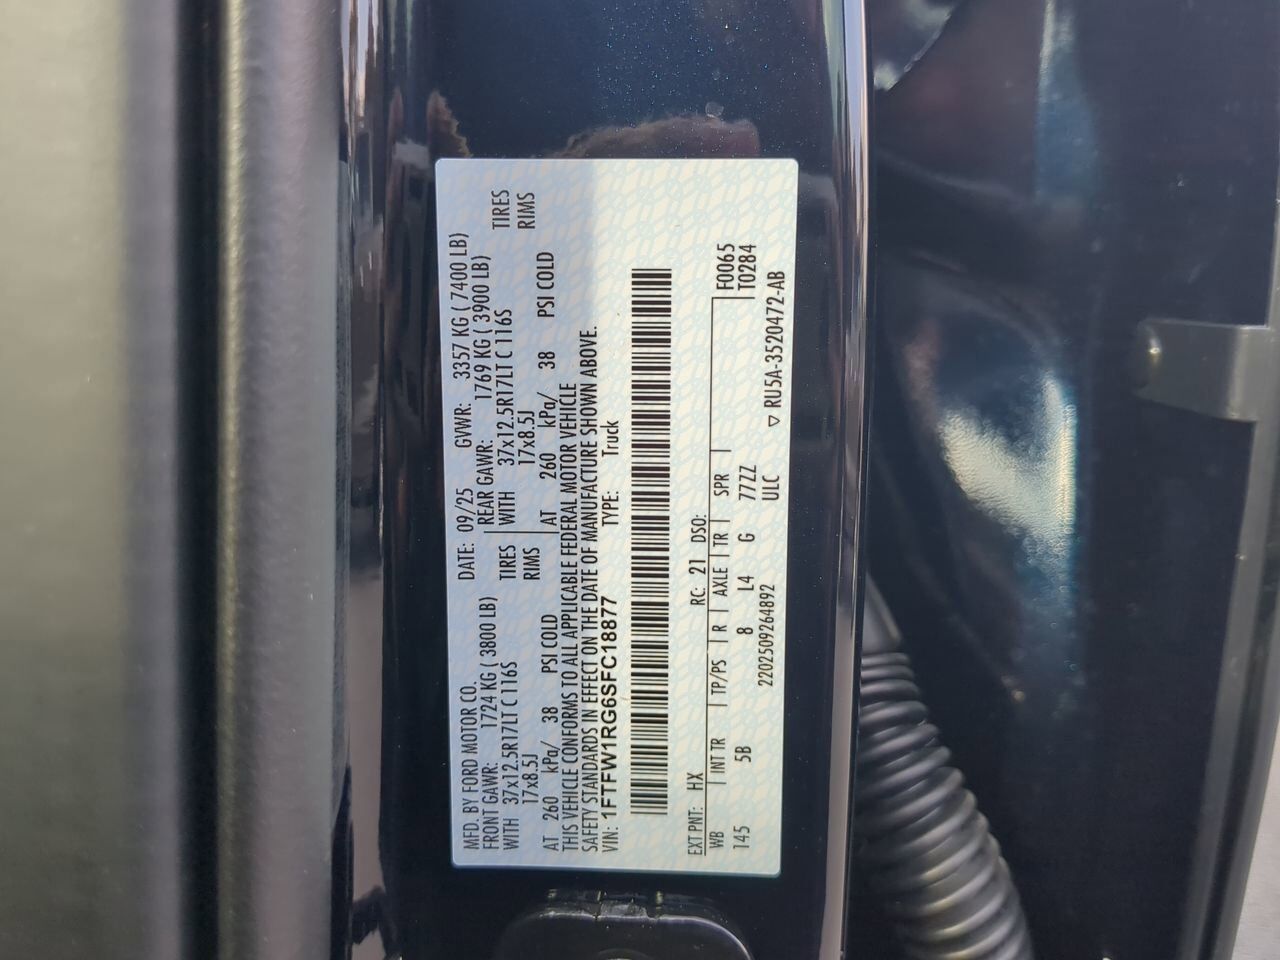 MFD. BY FORD MOTOR CO. DATE: 09/25 GVWR: 3357 KG ( 7400 LB)
FRONT GAWR: 1724 KG ( 3800 LB) REAR GAWR: 1769 KG ( 3900 LB)
WITH 37x12.5R17LT C 116S TIRES WITH 37x12.5R17LT C 116S TIRES
17x8.5J RIMS 17x8.5J RIMS
AT 260 kPa/ 38 PSI COLD AT 260 kPa/ 38 PSI COLD
THIS VEHICLE CONFORMS TO ALL APPLICABLE FEDERAL MOTOR VEHICLE
SAFETY STANDARDS IN EFFECT ON THE DATE OF MANUFACTURE SHOWN ABOVE.
VIN: 1FTFW1RG6SFC18877 TYPE: Truck
EXT PNT: HX RC: 21 DSO:
WB | INT TR | TP/PS | R | AXLE | TR | SPR | F0065
145 5B 8 L4 G 77ZZ T0284
220250926489​2 ULC ▽ RU5A-3520472-AB